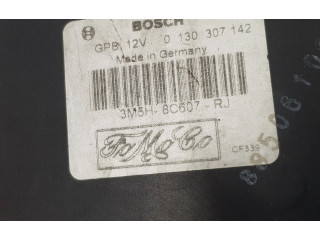 BOSCH
GPB 12V 0 130 307 142
Made in Germany
3M5H-8C607-RJ
FoMoCo
CF339